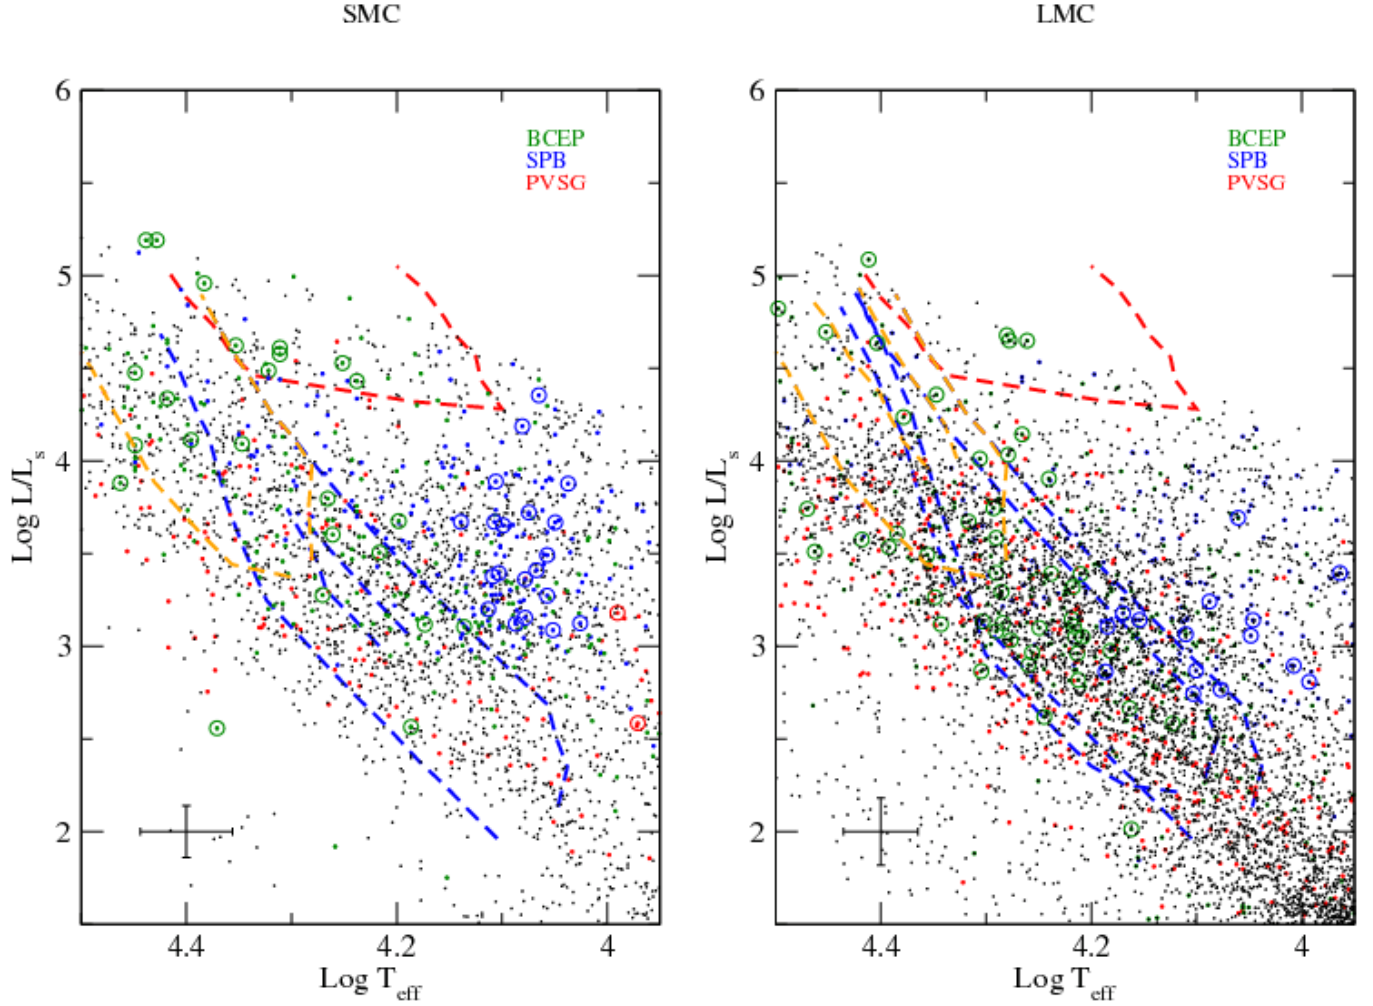 SMC
LMC
6
5
4
3
2
Log L/Ls
BCEP
SPB
PVSG
4.4
4.2
4
Log Teff
6
5
4
3
2
Log L/Ls
BCEP
SPB
PVSG
4.4
4.2
4
Log Teff